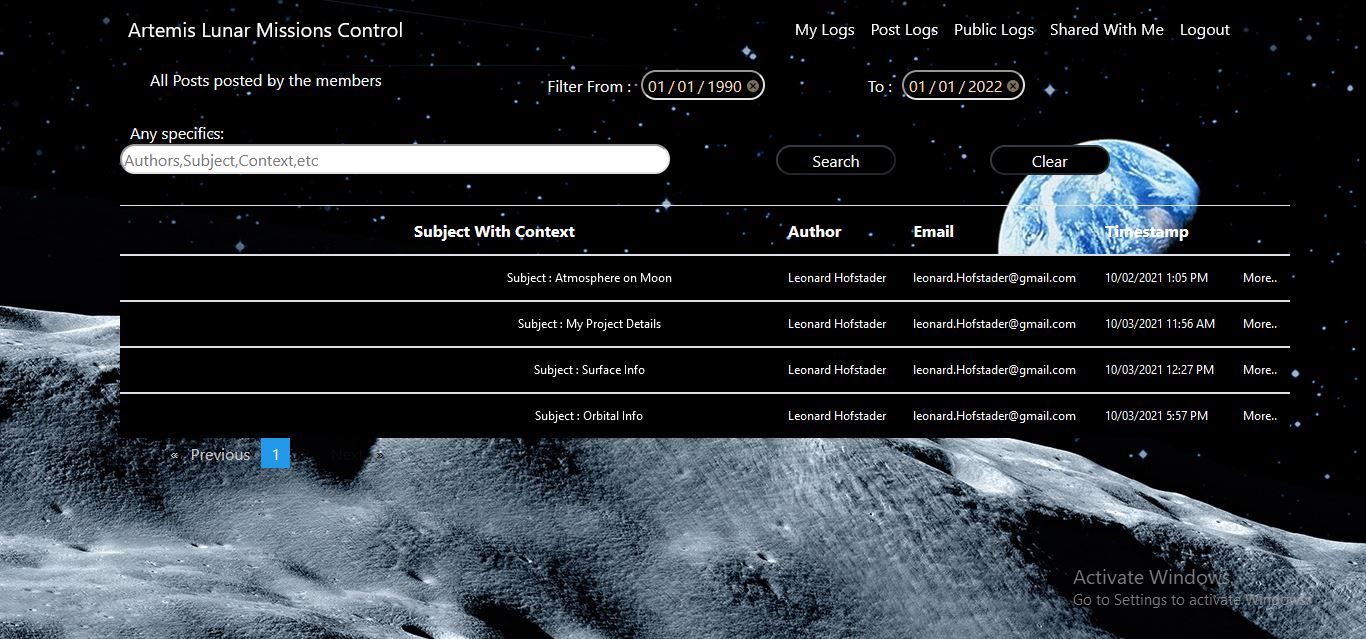 Artemis Lunar Missions Control My Logs Post Logs Public Logs Shared With Me Logout
All Posts posted by the members Filter From : 01 / 01 / 1990 To : 01 / 01 / 2022
Any specifics:
Authors,Subject,Context,etc Search Clear
Subject With Context Author Email Timestamp
Subject : Atmosphere on Moon Leonard Hofstader leonard.Hofstader@gmail.com 10/02/2021 1:05 PM More..
Subject : My Project Details Leonard Hofstader leonard.Hofstader@gmail.com 10/03/2021 11:56 AM More..
Subject : Surface Info Leonard Hofstader leonard.Hofstader@gmail.com 10/03/2021 12:27 PM More..
Subject : Orbital Info Leonard Hofstader leonard.Hofstader@gmail.com 10/03/2021 5:57 PM More..
« Previous 1 Next »
Activate Windows
Go to Settings to activate Windows.